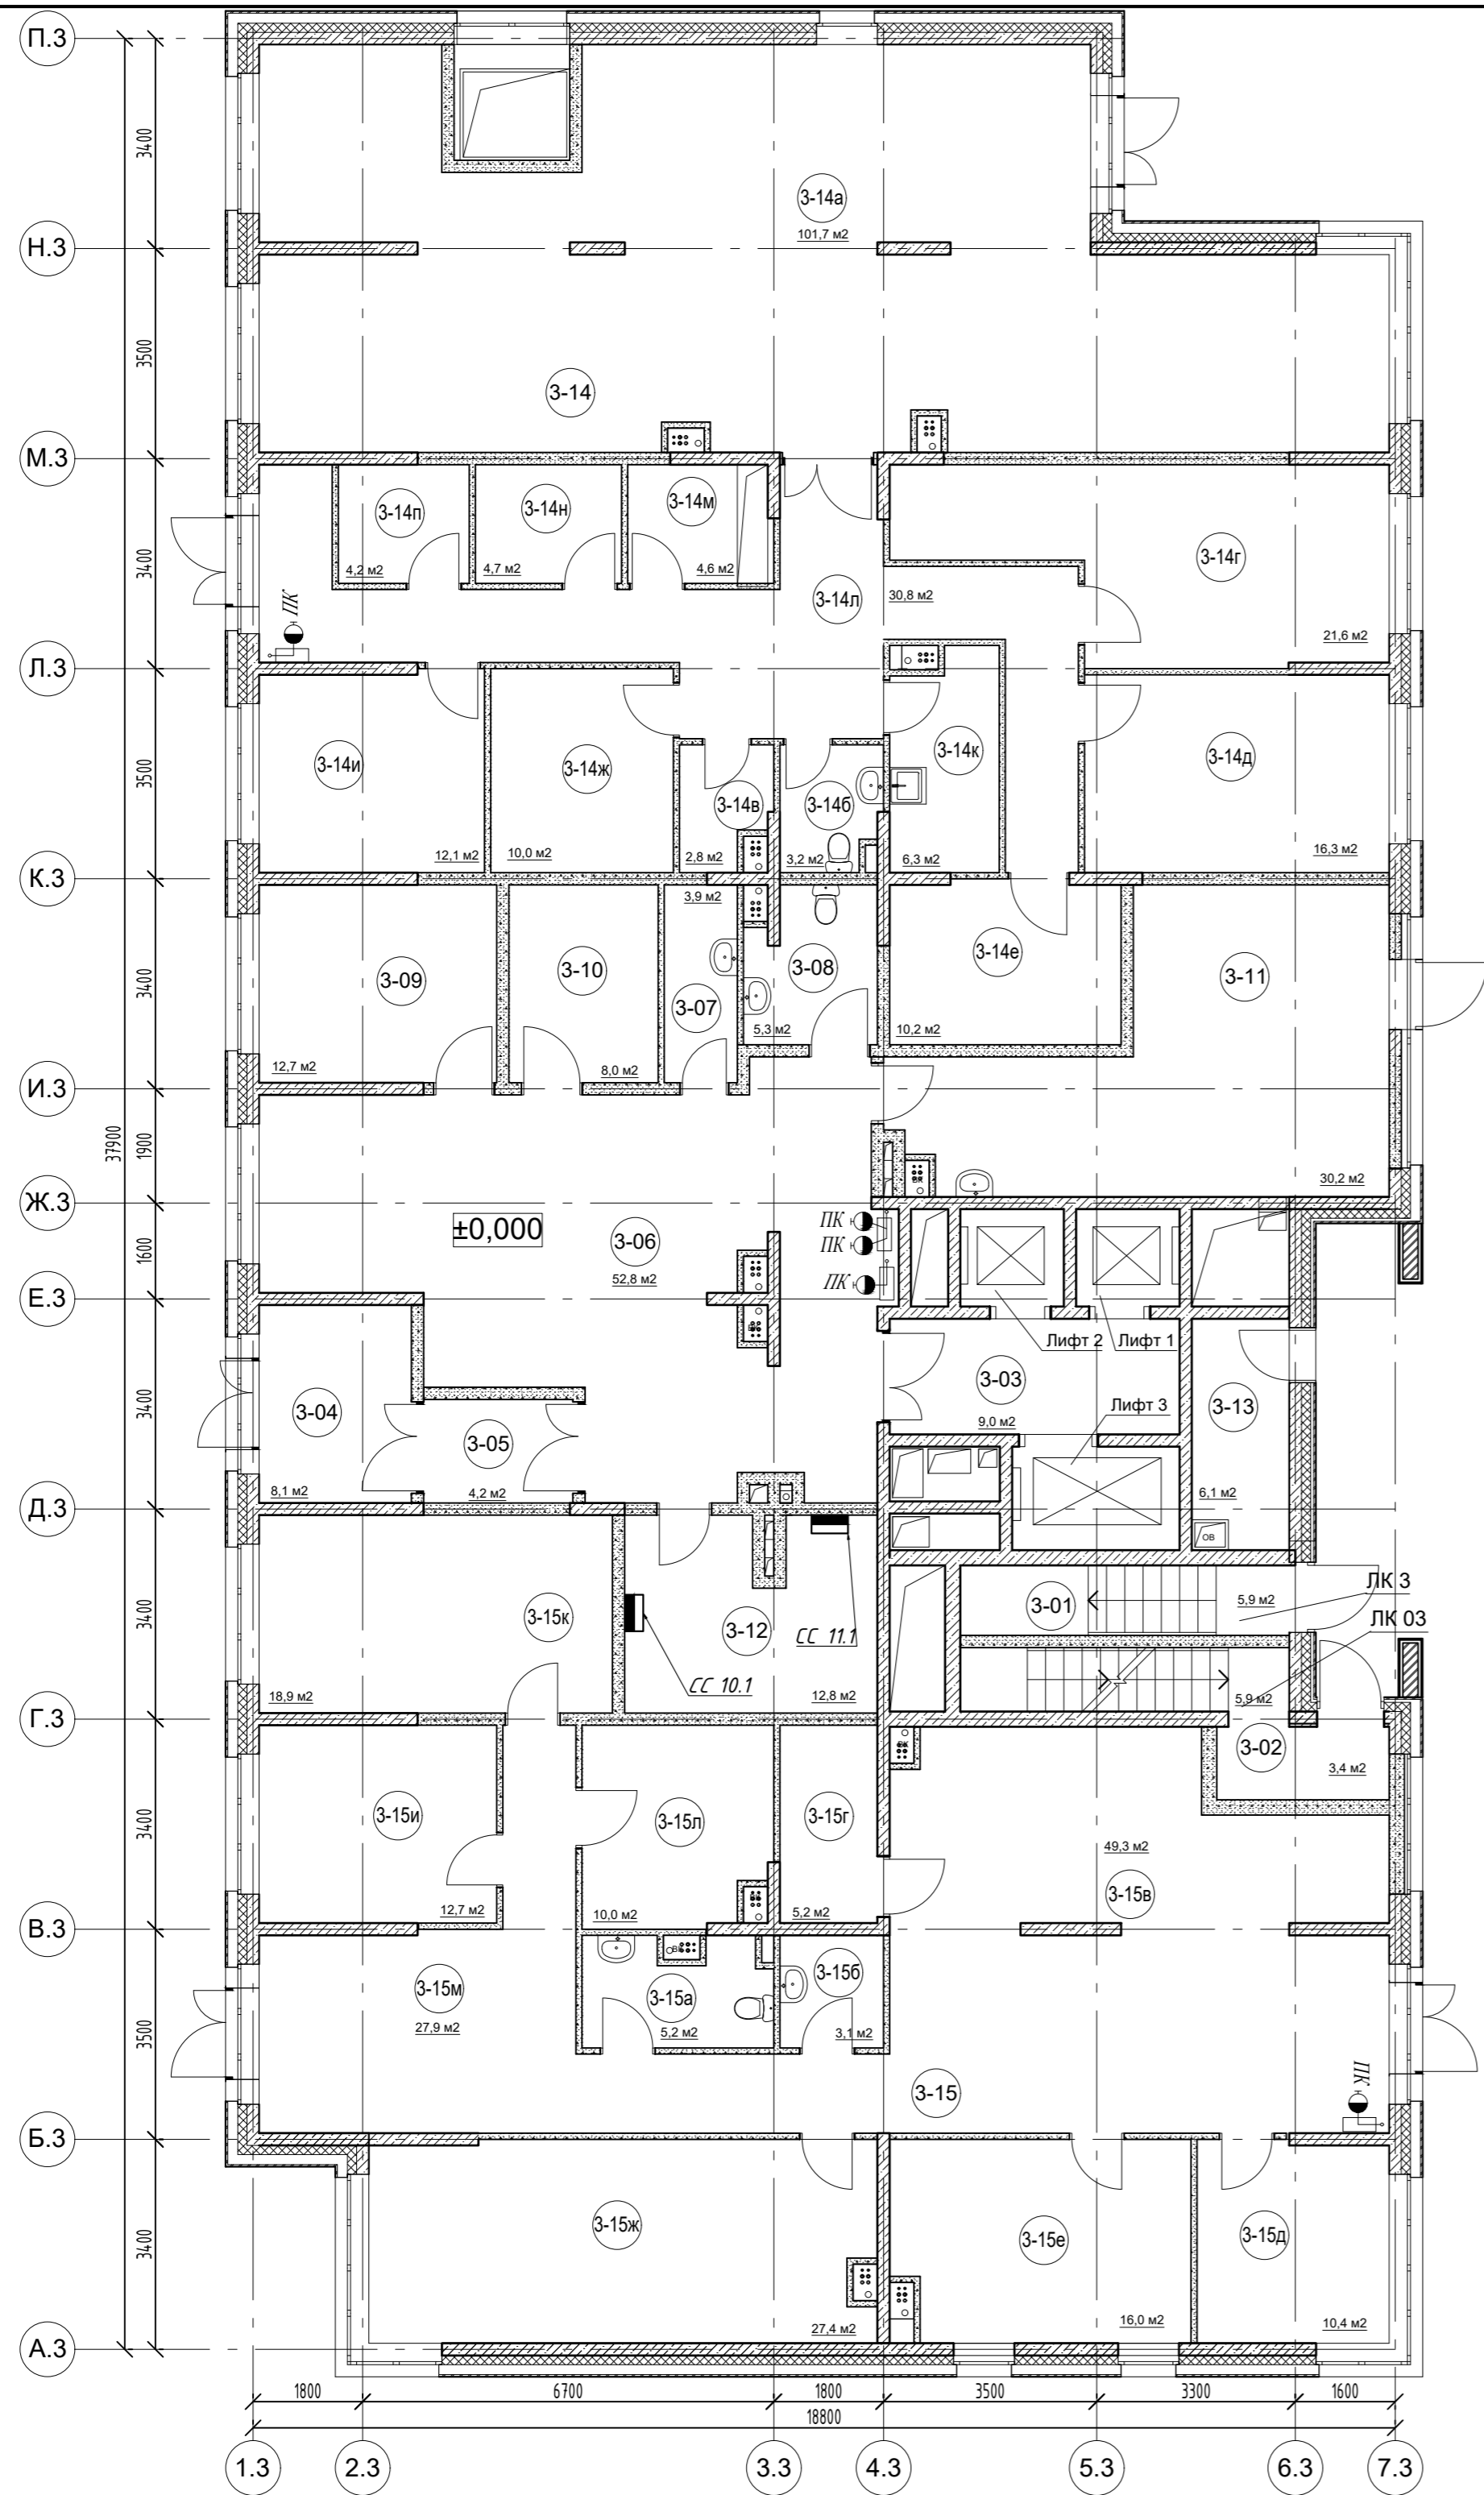 П.3
3400
3-14а
101,7 м2
Н.3
3500
3-14
М.3
3-14п
3-14н
3-14м
4,2 м2
4,7 м2
4,6 м2
3400
3-14г
3-14л
30,8 м2
ПК
21,6 м2
Л.3
3500
3-14и
3-14ж
3-14к
3-14д
3-14в
3-14б
12,1 м2
10,0 м2
2,8 м2
3,2 м2
6,3 м2
16,3 м2
К.3
3,9 м2
3400
3-09
3-10
3-07
3-08
3-14е
3-11
5,3 м2
10,2 м2
12,7 м2
8,0 м2
И.3
37900
1900
30,2 м2
Ж.3
±0,000
3-06
52,8 м2
ПК
ПК
ПК
1600
Е.3
Лифт 2
Лифт 1
3400
3-04
3-05
3-03
9,0 м2
Лифт 3
3-13
8,1 м2
4,2 м2
6,1 м2
Д.3
ОВ
3400
3-15к
3-12
СС 11.1
СС 10.1
3-01
5,9 м2
ЛК 3
ЛК 03
18,9 м2
12,8 м2
5,9 м2
Г.3
3-02
3,4 м2
3400
3-15и
3-15л
3-15г
49,3 м2
3-15в
12,7 м2
10,0 м2
5,2 м2
В.3
3500
3-15м
27,9 м2
3-15а
5,2 м2
3-15б
3,1 м2
3-15
ПК
Б.3
3400
3-15ж
3-15е
3-15д
27,4 м2
16,0 м2
10,4 м2
А.3
1800
6700
1800
3500
3300
1600
18800
1.3
2.3
3.3
4.3
5.3
6.3
7.3